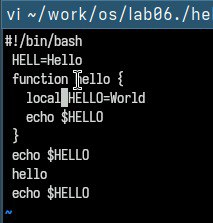 vi ~/work/os/lab06./he
#!/bin/bash
HELL=Hello
function hello {
local HELLO=World
echo $HELLO
}
echo $HELLO
hello
echo $HELLO
~